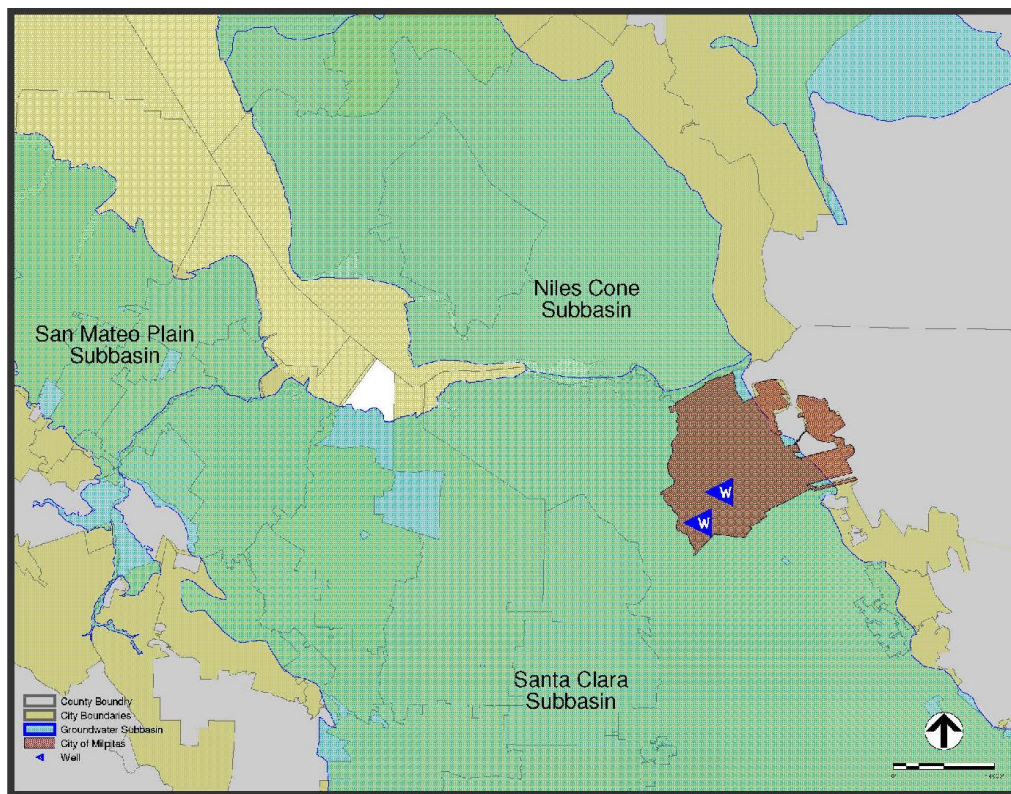 Niles Cone
Subbasin
San Mateo Plain
Subbasin
W
W
Santa Clara
Subbasin
County Boundry
City Boundaries
Groundwater Subbasin
City of Milpitas
Well